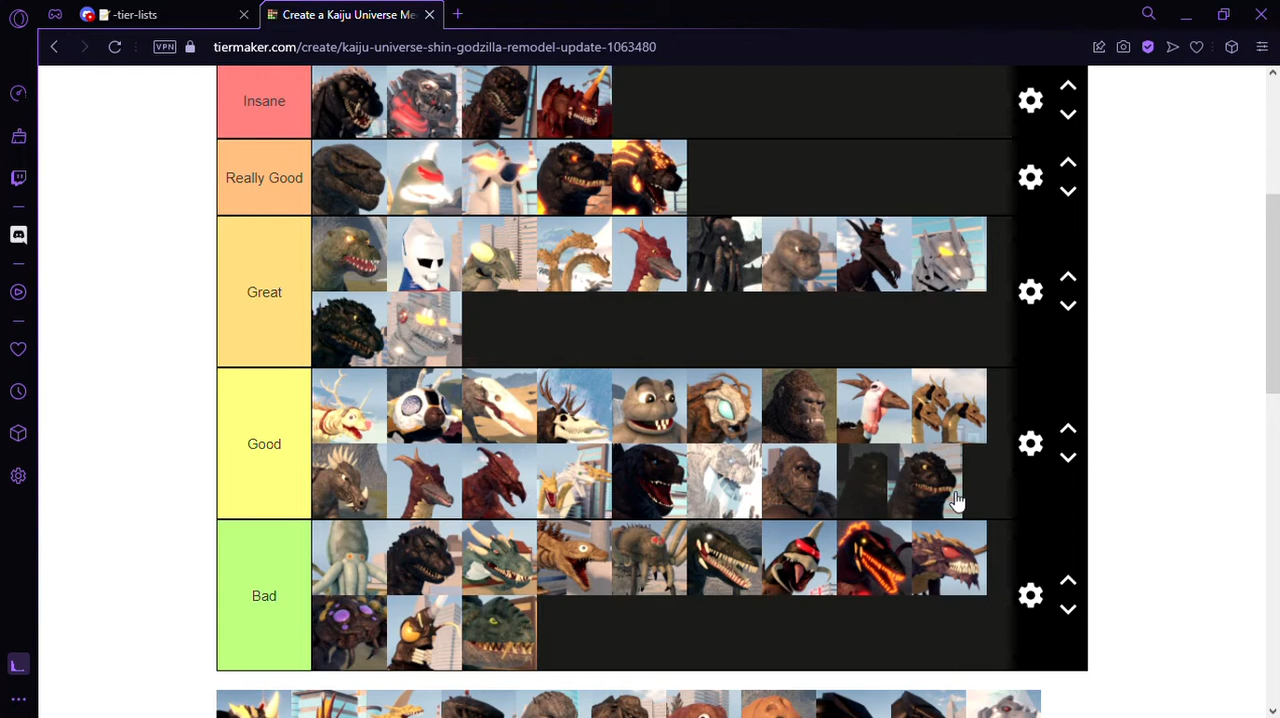 -tier-lists
Create a Kaiju Universe Me
VPN
tiermaker.com/create/kaiju-universe-shin-godzilla-remodel-update-1063480
Insane
Really Good
Great
Good
Bad